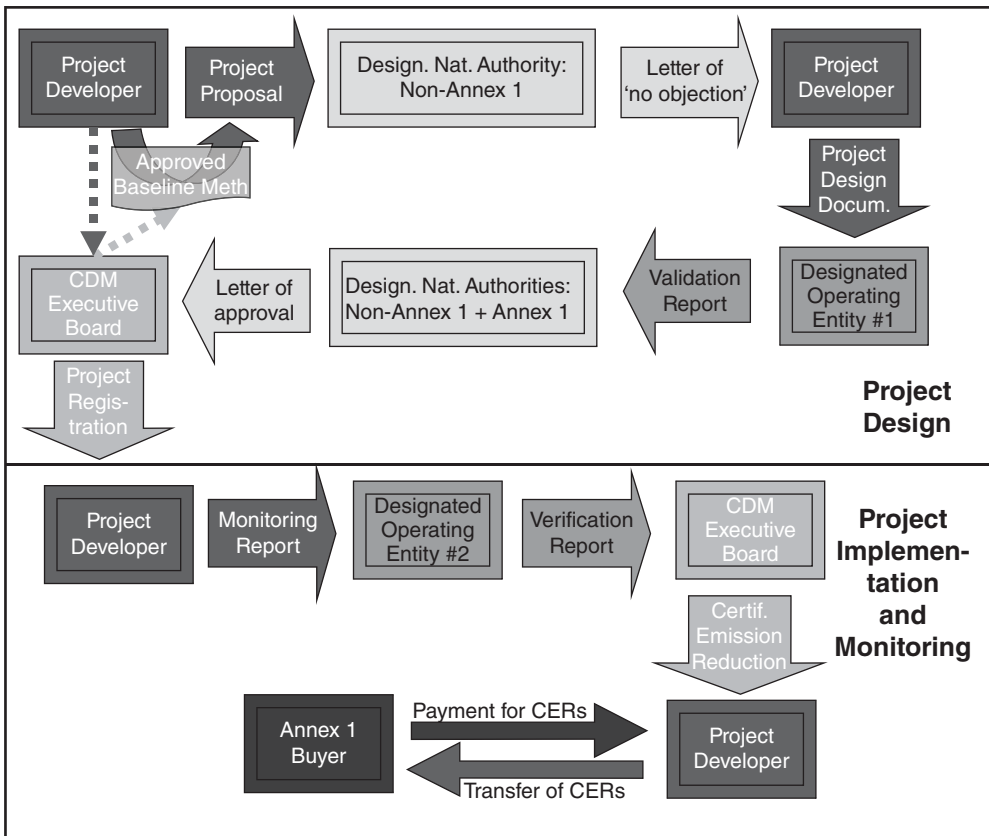 Project
Developer
Project
Proposal
Design. Nat. Authority:
Non-Annex 1
Letter of
‘no objection’
Project
Developer
Approved
Baseline Meth
Project
Design
Docum.
CDM
Executive
Board
Letter of
approval
Design. Nat. Authorities:
Non-Annex 1 + Annex 1
Validation
Report
Designated
Operating
Entity #1
Project
Regis-
tration
Project
Design
Project
Developer
Monitoring
Report
Designated
Operating
Entity #2
Verification
Report
CDM
Executive
Board
Project
Implemen-
tation
and
Monitoring
Certif.
Emission
Reduction
Annex 1
Buyer
Payment for CERs
Transfer of CERs
Project
Developer